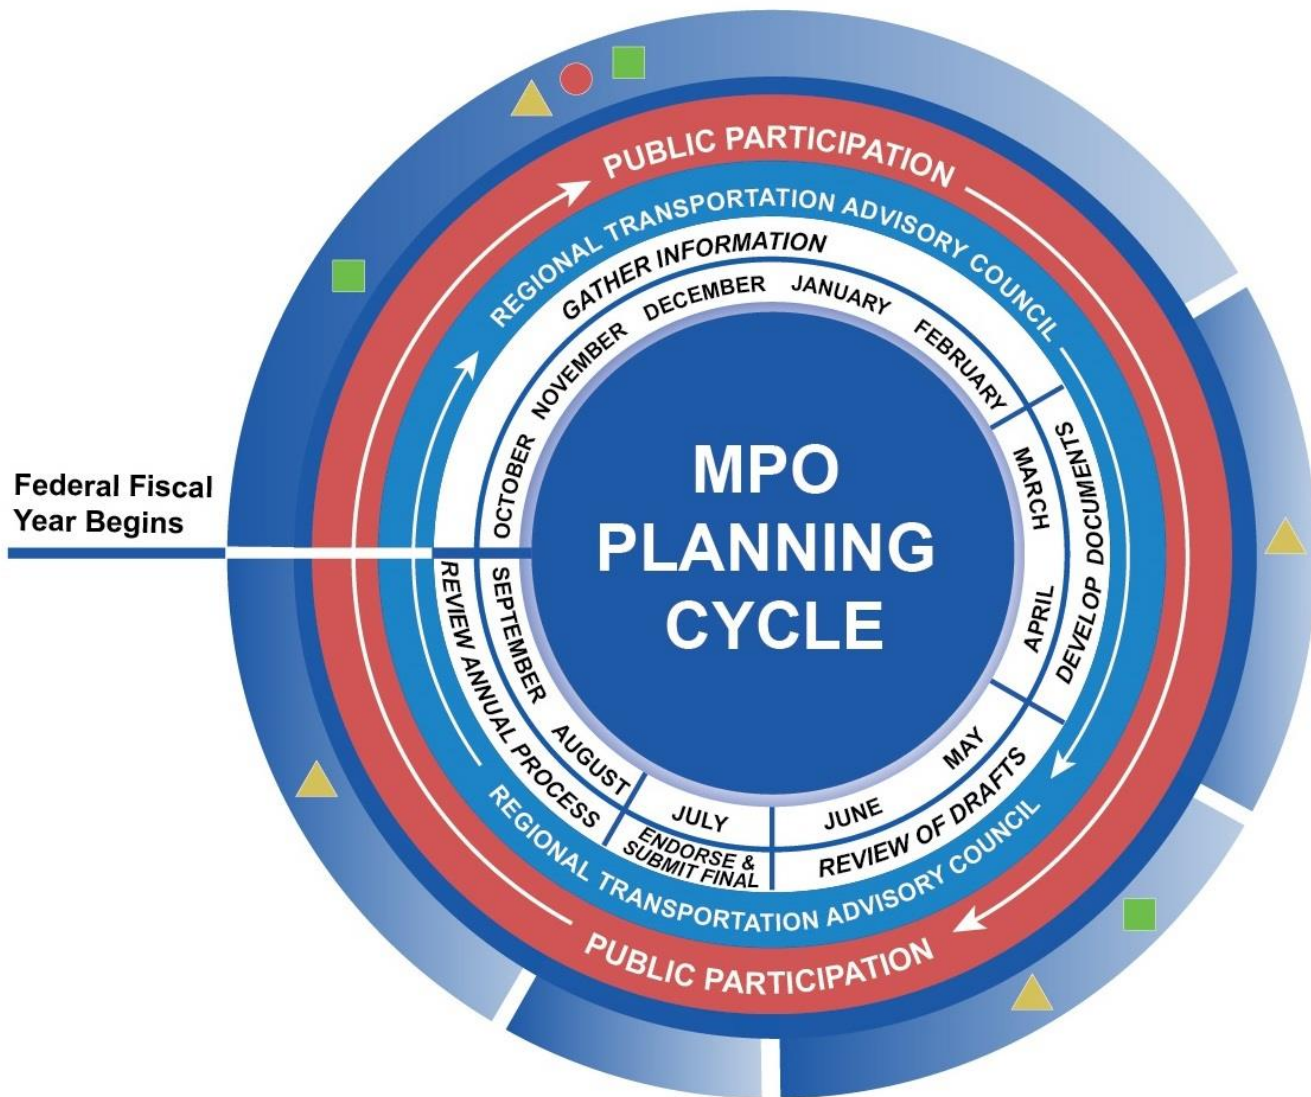 Federal Fiscal
Year Begins
MPO
PLANNING
CYCLE
PUBLIC PARTICIPATION
REGIONAL TRANSPORTATION ADVISORY COUNCIL
GATHER INFORMATION
OCTOBER
NOVEMBER
DECEMBER
JANUARY
FEBRUARY
DEVELOP DOCUMENTS
MARCH
APRIL
REVIEW OF DRAFTS
MAY
JUNE
ENDORSE &
SUBMIT FINAL
JULY
REVIEW ANNUAL PROCESS
AUGUST
SEPTEMBER
REGIONAL TRANSPORTATION ADVISORY COUNCIL
PUBLIC PARTICIPATION